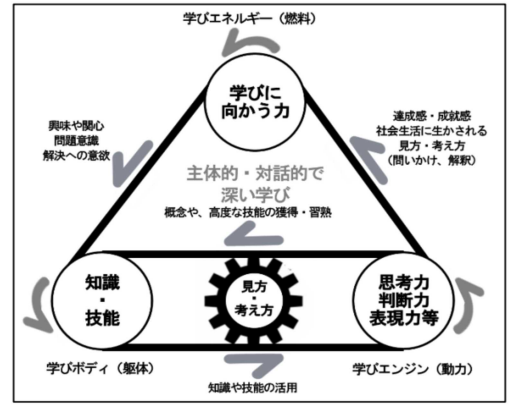 学びエネルギー（燃料）
学びに
向かう力
興味や関心
問題意識
解決への意欲
達成感・成就感
社会生活に生かされる
見方・考え方
（問いかけ、解釈）
主体的・対話的で
深い学び
概念や、高度な技能の獲得・習熟
知識
・
技能
見方
・
考え方
思考力
判断力
表現力等
学びボディ（躯体）
学びエンジン（動力）
知識や技能の活用